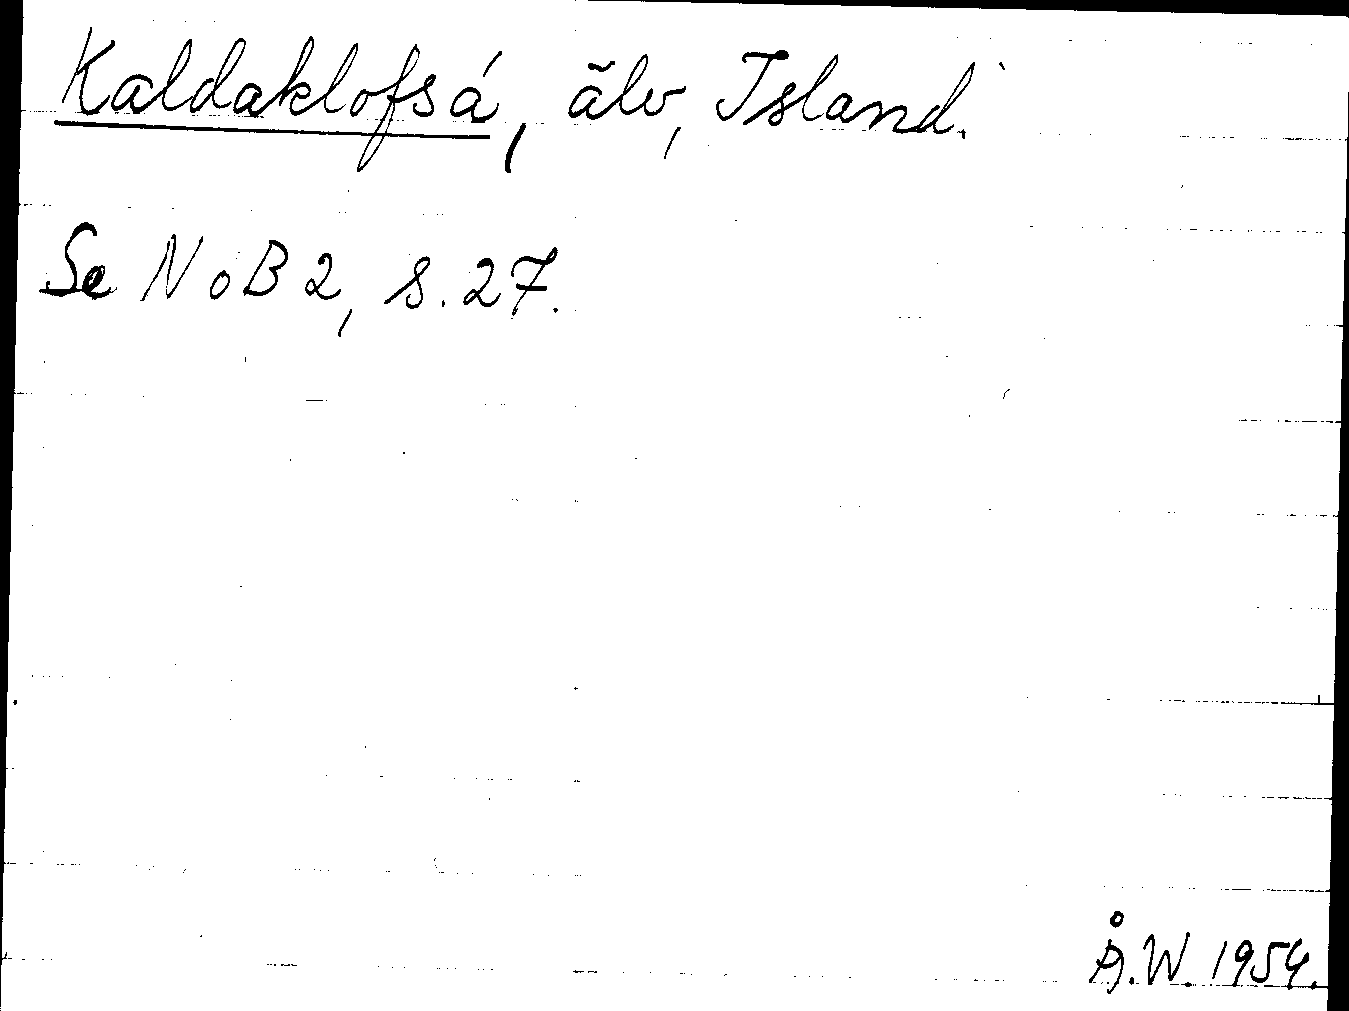 Kaldaklofsá, älv, Island.
Se NoB 2, s. 27.
Å.W. 1954.